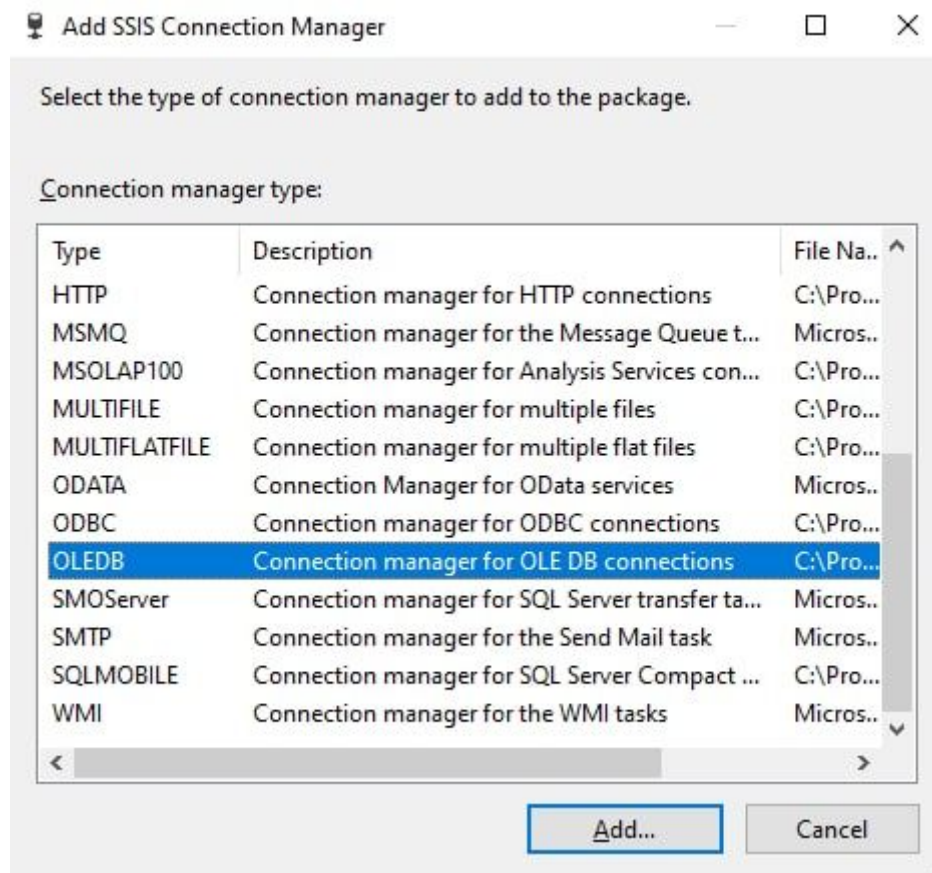 Add SSIS Connection Manager
Select the type of connection manager to add to the package.
Connection manager type:
Type Description File Na..
HTTP Connection manager for HTTP connections C:\Pro...
MSMQ Connection manager for the Message Queue t... Micros..
MSOLAP100 Connection manager for Analysis Services con... C:\Pro...
MULTIFILE Connection manager for multiple files C:\Pro...
MULTIFLATFILE Connection manager for multiple flat files C:\Pro...
ODATA Connection Manager for OData services Micros..
ODBC Connection manager for ODBC connections C:\Pro...
OLEDB Connection manager for OLE DB connections C:\Pro...
SMOServer Connection manager for SQL Server transfer ta... Micros..
SMTP Connection manager for the Send Mail task Micros..
SQLMOBILE Connection manager for SQL Server Compact ... C:\Pro...
WMI Connection manager for the WMI tasks Micros..
Add... Cancel